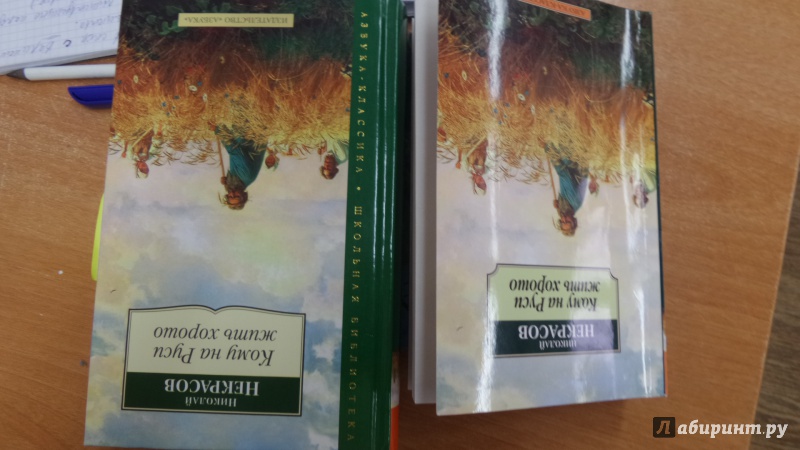 НИКОЛАЙ
НЕКРАСОВ
Кому на Руси
жить хорошо
ИЗДАТЕЛЬСТВО «АЗБУКА»
АЗБУКА-КЛАССИКА • ШКОЛЬНАЯ БИБЛИОТЕКА
НИКОЛАЙ
НЕКРАСОВ
Кому на Руси
жить хорошо
Лабиринт.ру